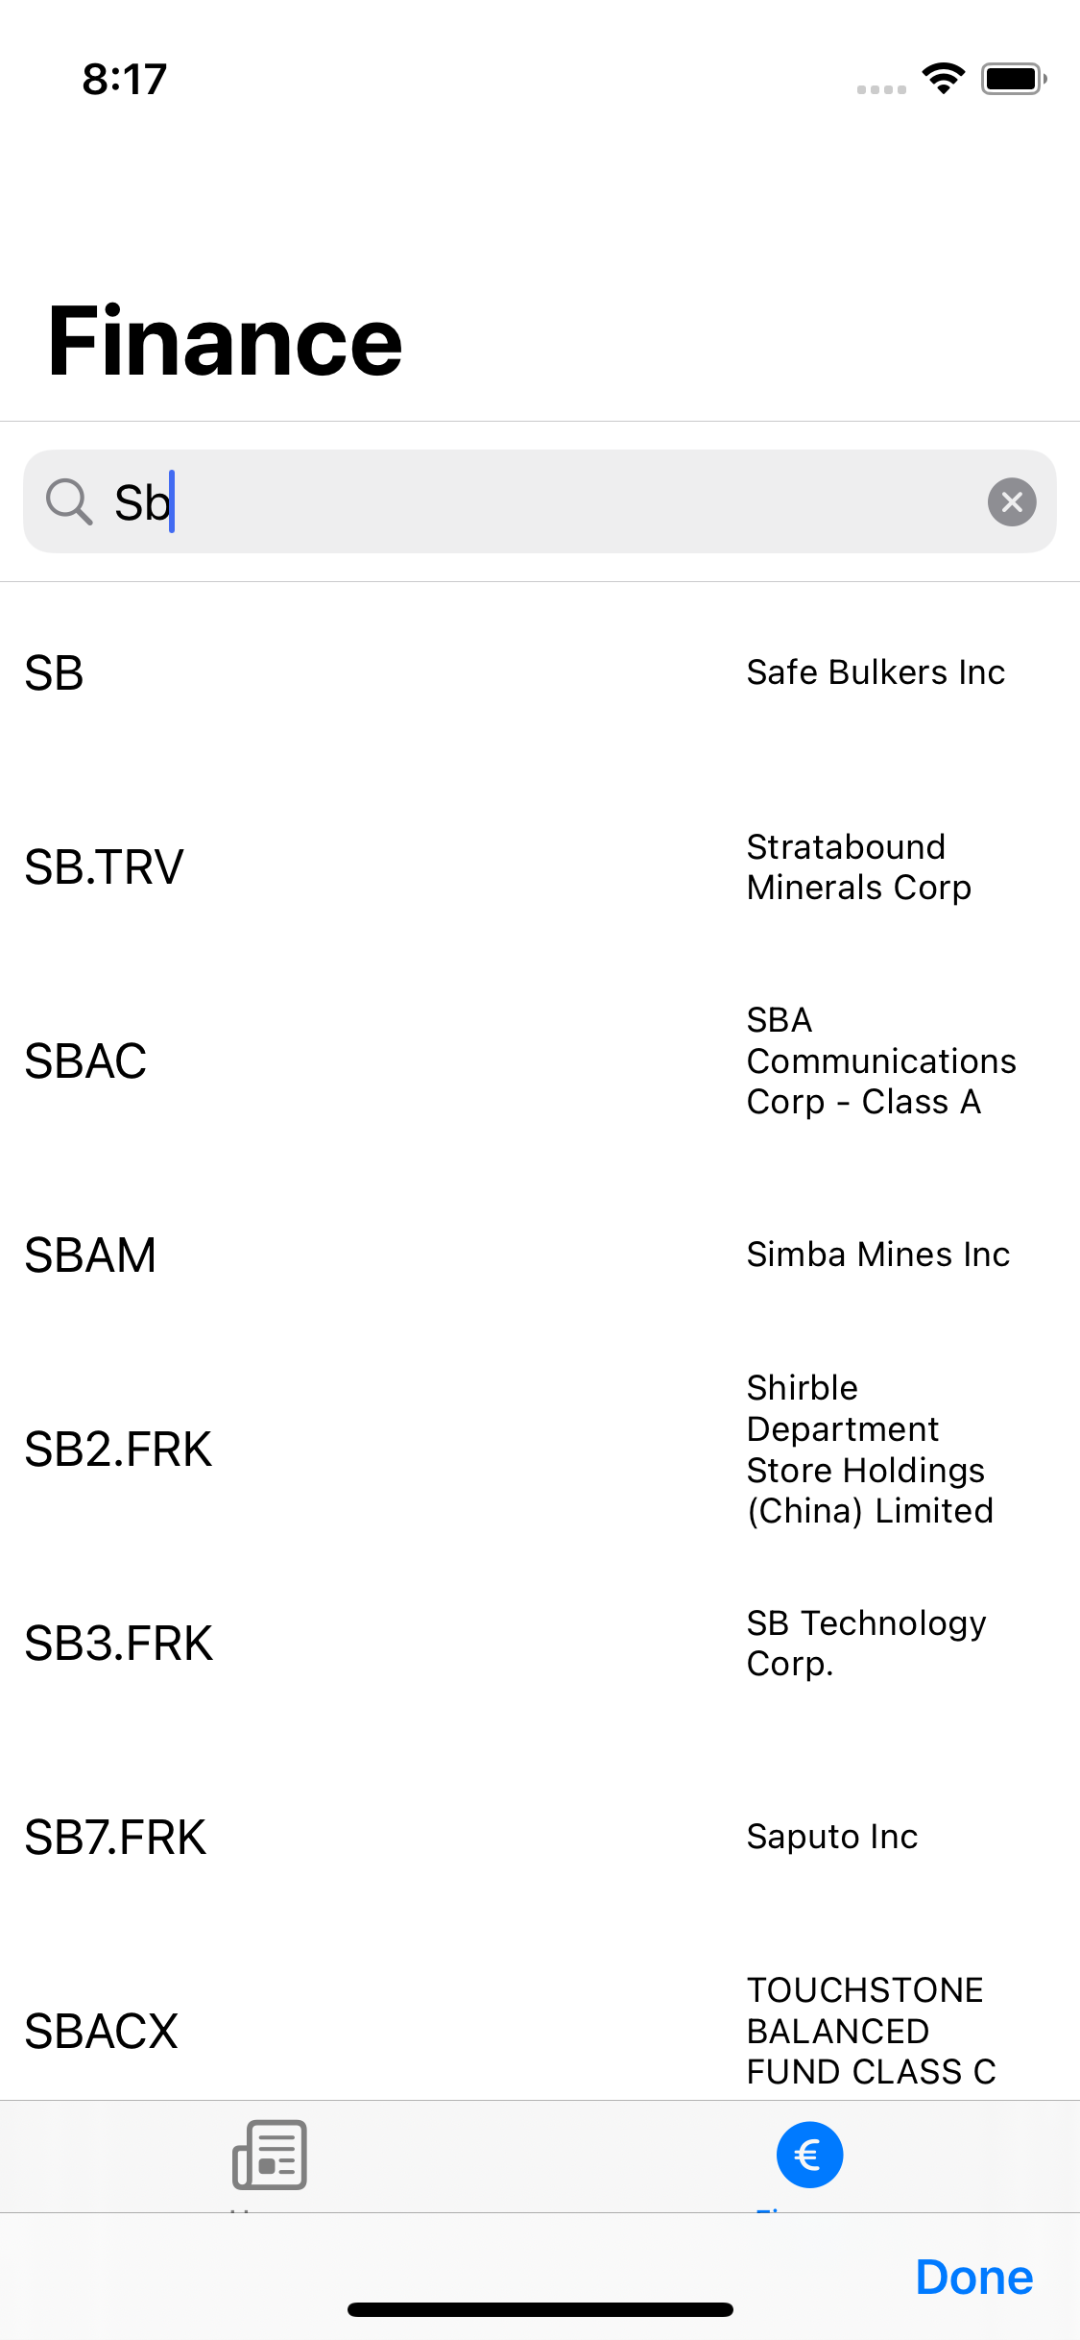 8:17
Finance
Sb
SB
Safe Bulkers Inc
SB.TRV
Stratabound
Minerals Corp
SBAC
SBA
Communications
Corp - Class A
SBAM
Simba Mines Inc
SB2.FRK
Shirble
Department
Store Holdings
(China) Limited
SB3.FRK
SB Technology
Corp.
SB7.FRK
Saputo Inc
SBACX
TOUCHSTONE
BALANCED
FUND CLASS C
€
Done